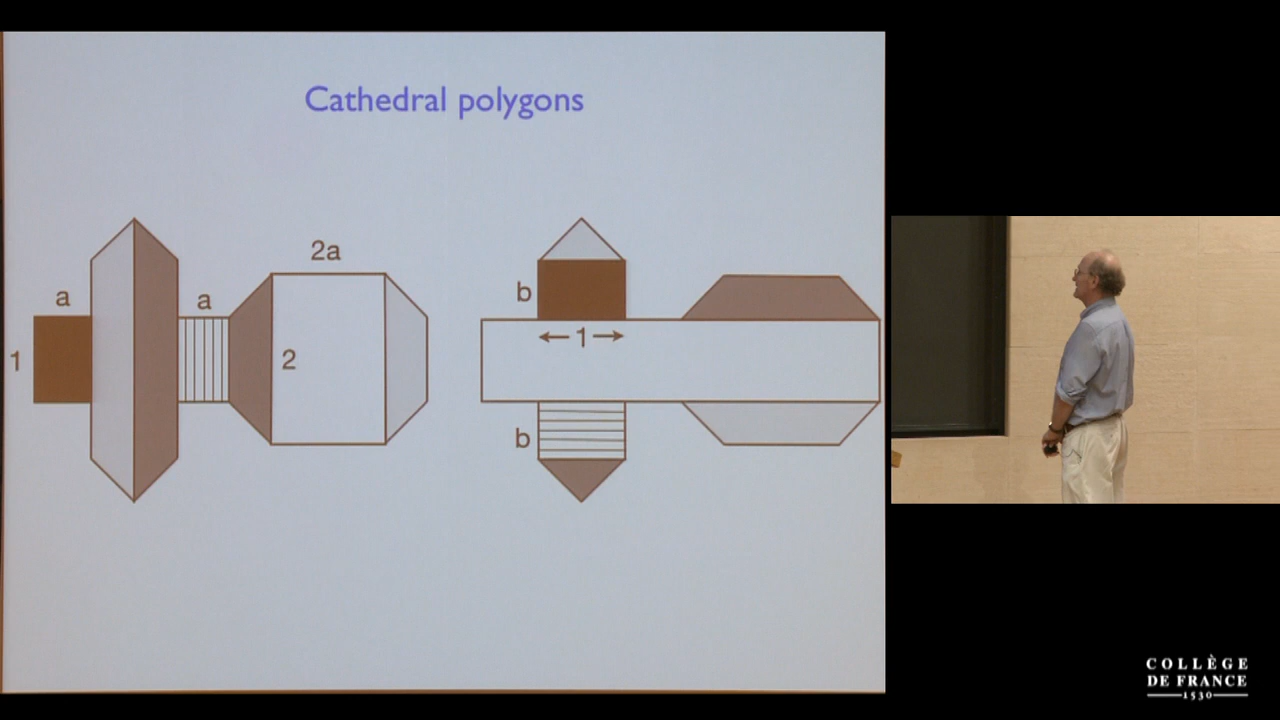 Cathedral polygons
2a
a
a
1
2
b
1
b
COLLÈGE
DE FRANCE
1530